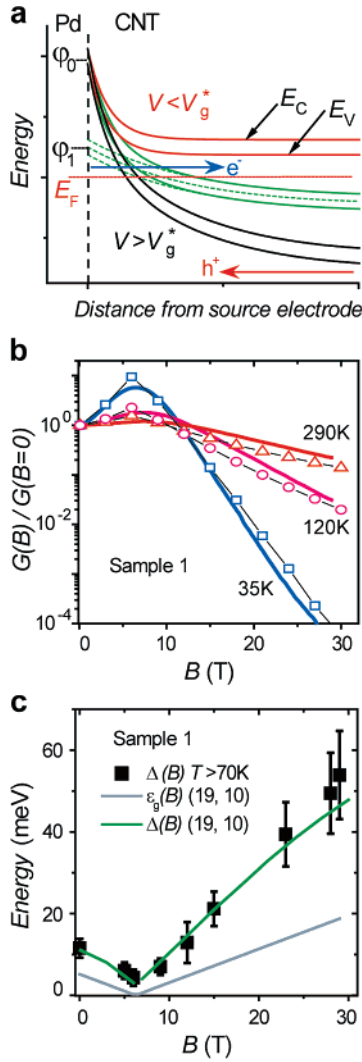 a
Pd CNT
φ0
V<Vg* EC
EV
φ1
e-
EF
V>Vg*
h+
Energy
Distance from source electrode
b
10^0
10^-2
10^-4
290K
120K
35K
Sample 1
G(B) / G(B=0)
0 10 20 30
B (T)
c
Sample 1
Δ(B) T >70K
εg(B) (19, 10)
Δ(B) (19, 10)
60
40
20
0
Energy (meV)
0 10 20 30
B (T)